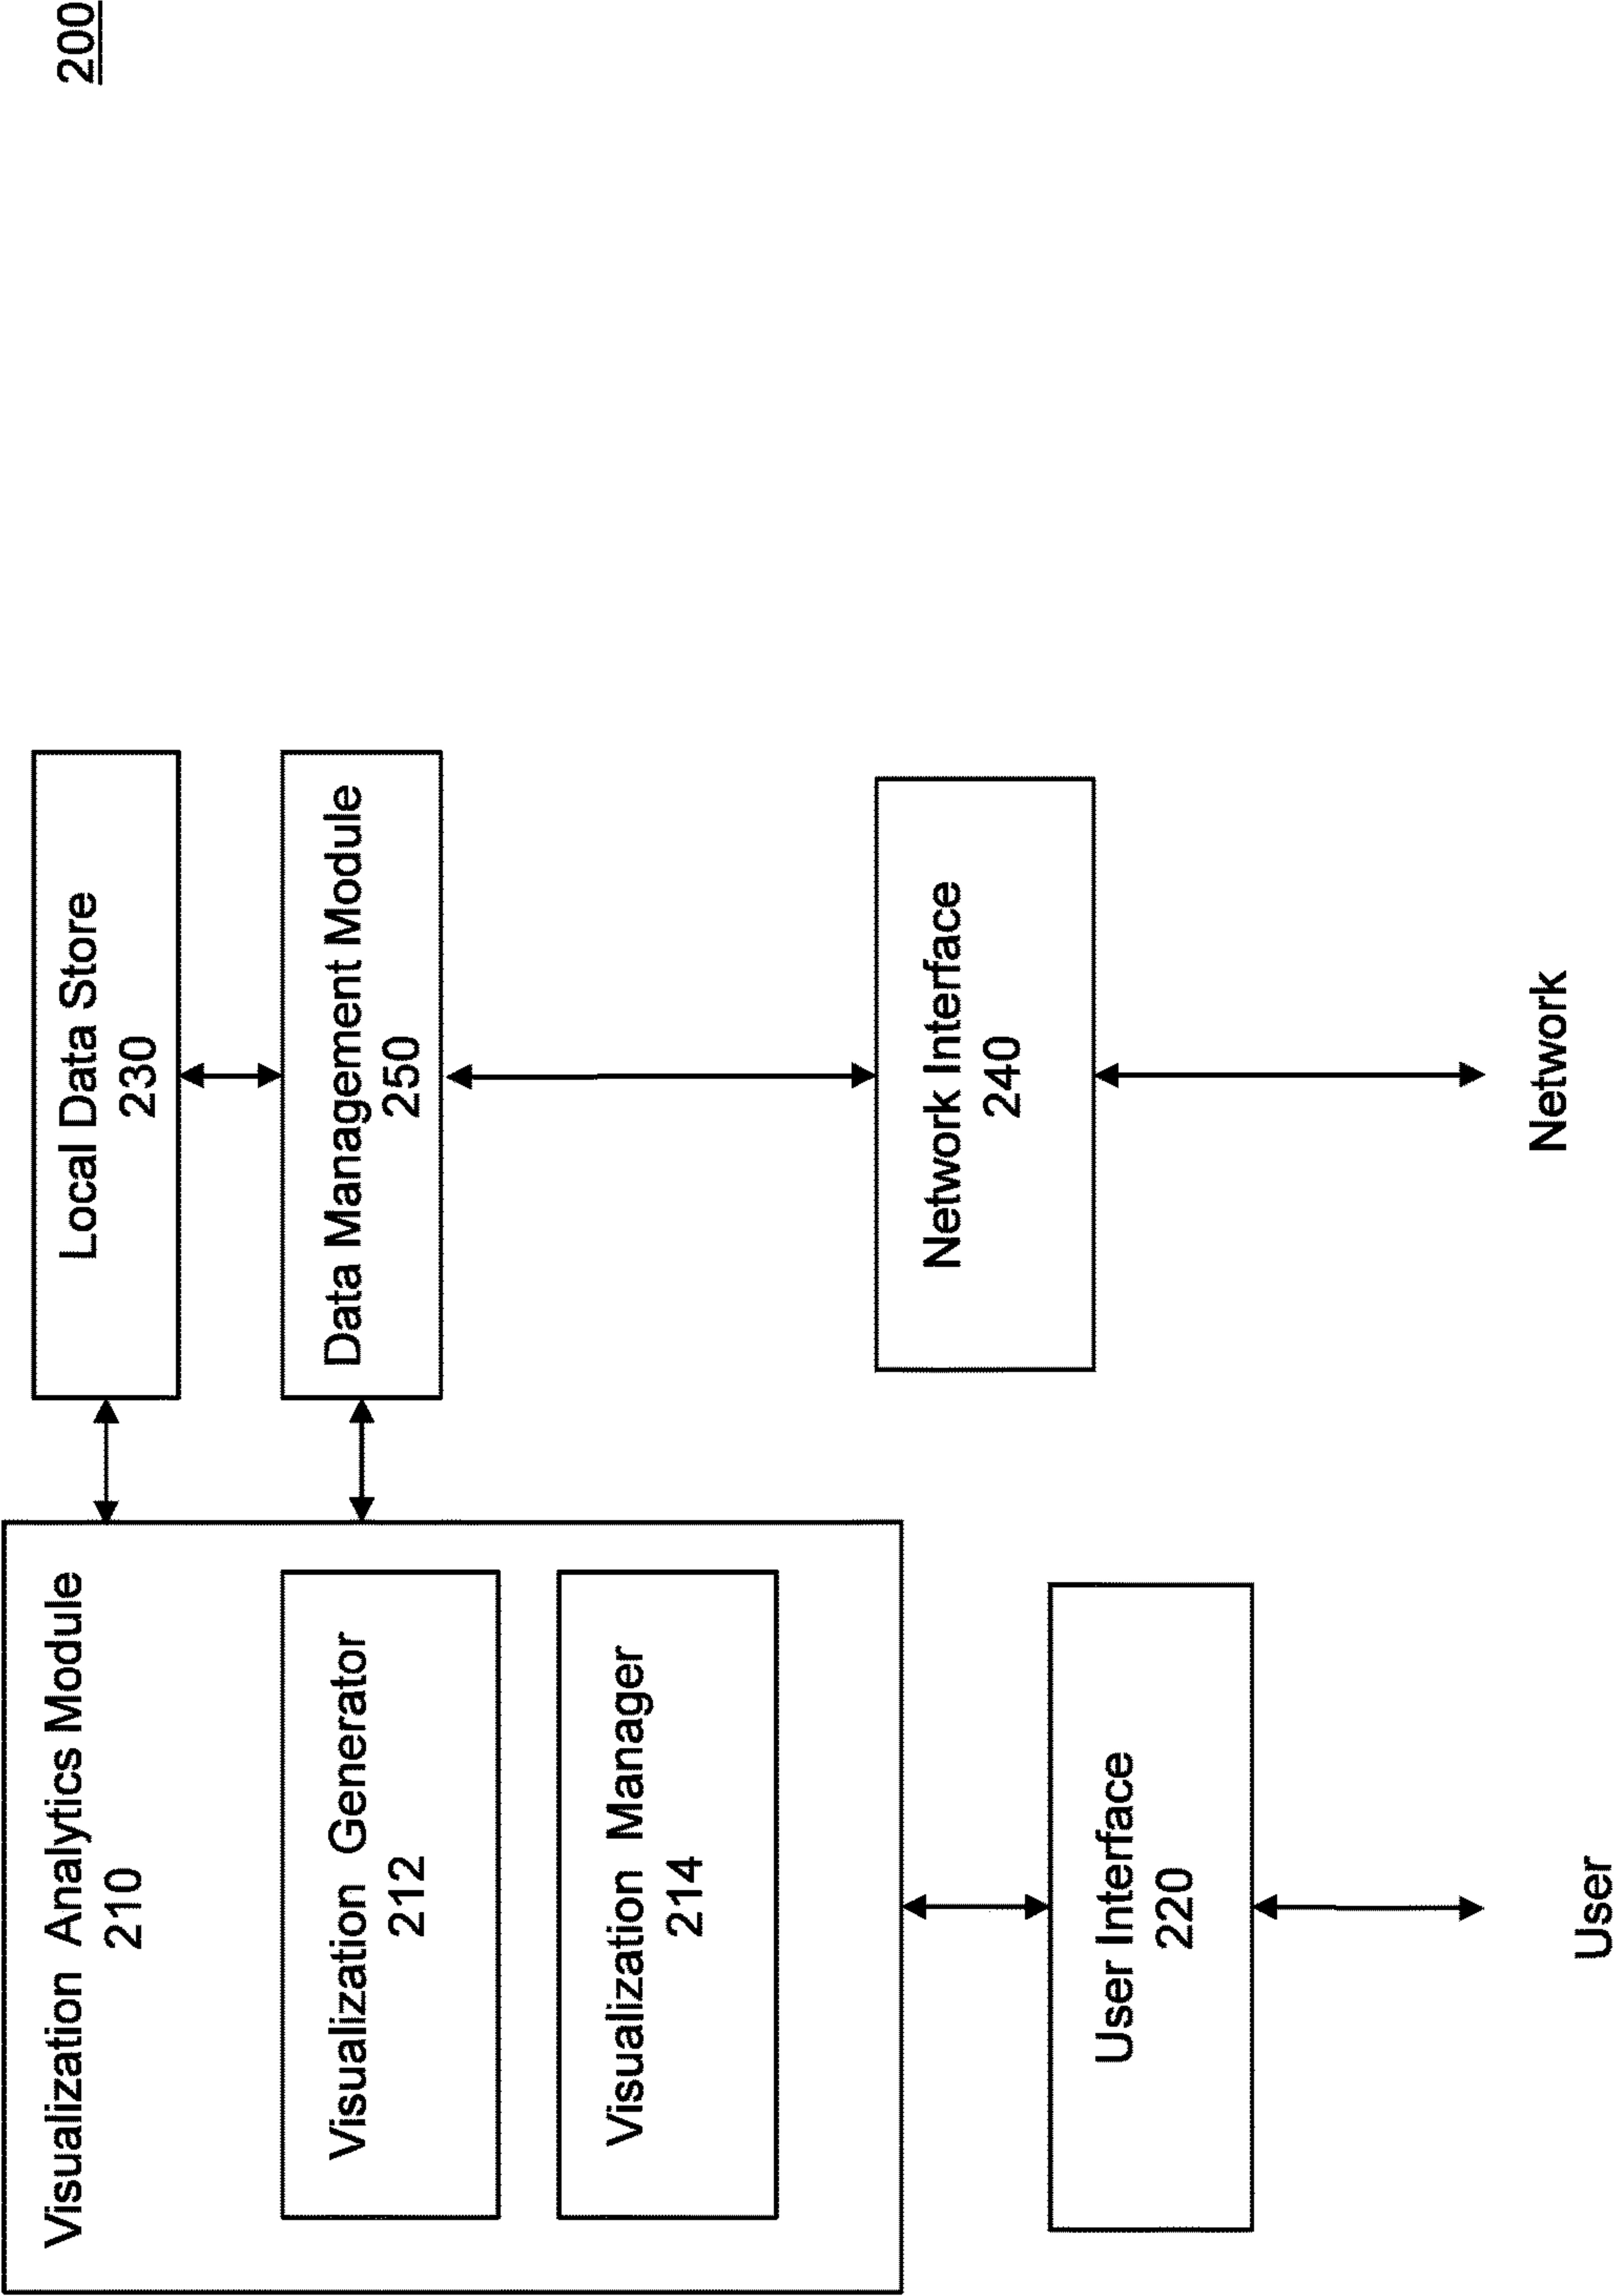 200
Visualization Analytics Module
210
Visualization Generator
212
Visualization Manager
214
Local Data Store
230
Data Management Module
250
User Interface
220
Network Interface
240
User
Network